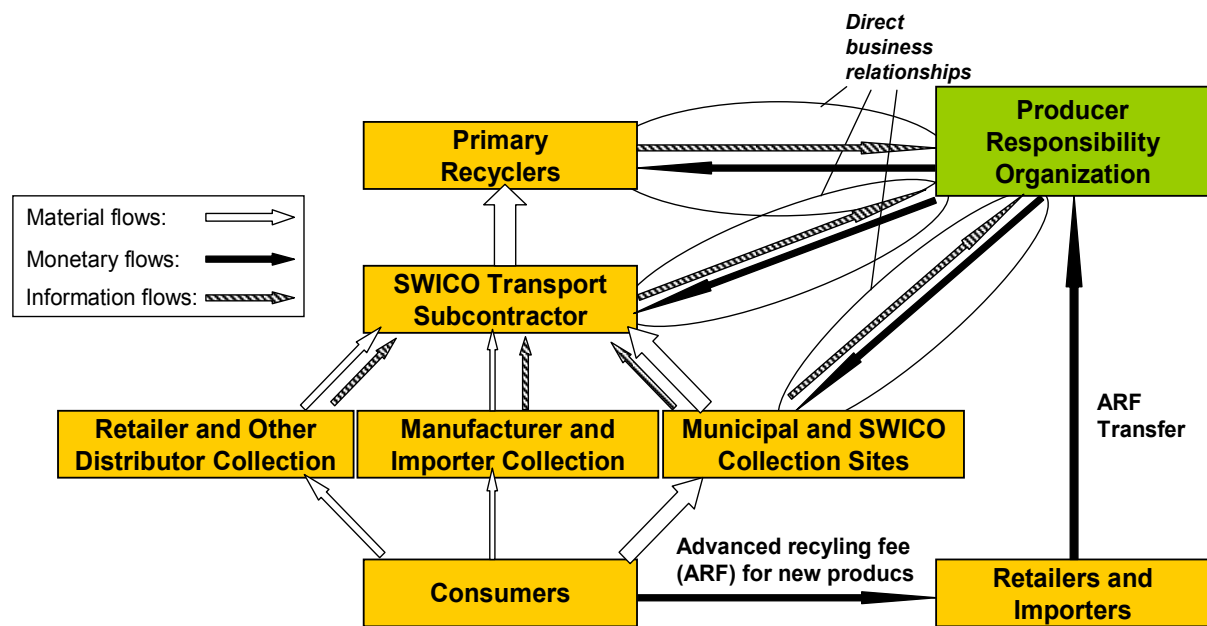 Direct
business
relationships
Producer
Responsibility
Organization
Primary
Recyclers
Material flows:
Monetary flows:
Information flows:
SWICO Transport
Subcontractor
ARF
Transfer
Retailer and Other
Distributor Collection
Manufacturer and
Importer Collection
Municipal and SWICO
Collection Sites
Advanced recyling fee
(ARF) for new producs
Consumers
Retailers and
Importers